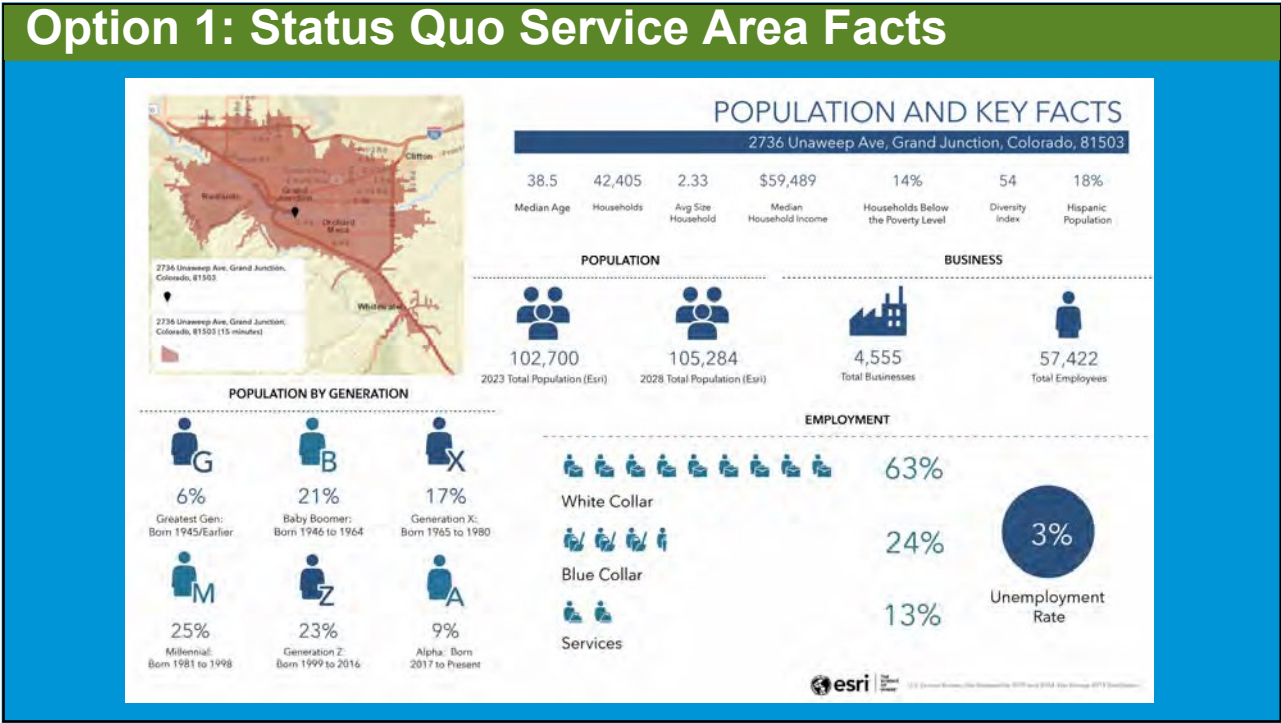 Option 1: Status Quo Service Area Facts
Clifton
Redlands
Grand
Junction
Orchard
Mesa
Whitewater
2736 Unaweep Ave, Grand Junction,
Colorado, 81503
2736 Unaweep Ave, Grand Junction,
Colorado, 81503 (15 minutes)
POPULATION AND KEY FACTS
2736 Unaweep Ave, Grand Junction, Colorado, 81503
38.5 42,405 2.33 $59,489 14% 54 18%
Median Age Households Avg Size Median Households Below Diversity Hispanic
Household Household Income the Poverty Level Index Population
POPULATION
102,700 105,284
2023 Total Population (Esri) 2028 Total Population (Esri)
BUSINESS
4,555 57,422
Total Businesses Total Employees
POPULATION BY GENERATION
G B X
6% 21% 17%
Greatest Gen: Baby Boomer: Generation X:
Born 1945/Earlier Born 1946 to 1964 Born 1965 to 1980
M Z A
25% 23% 9%
Millennial: Generation Z: Alpha: Born
Born 1981 to 1998 Born 1999 to 2016 2017 to Present
EMPLOYMENT
63%
White Collar
24%
Blue Collar
13%
Services
3%
Unemployment
Rate
esri